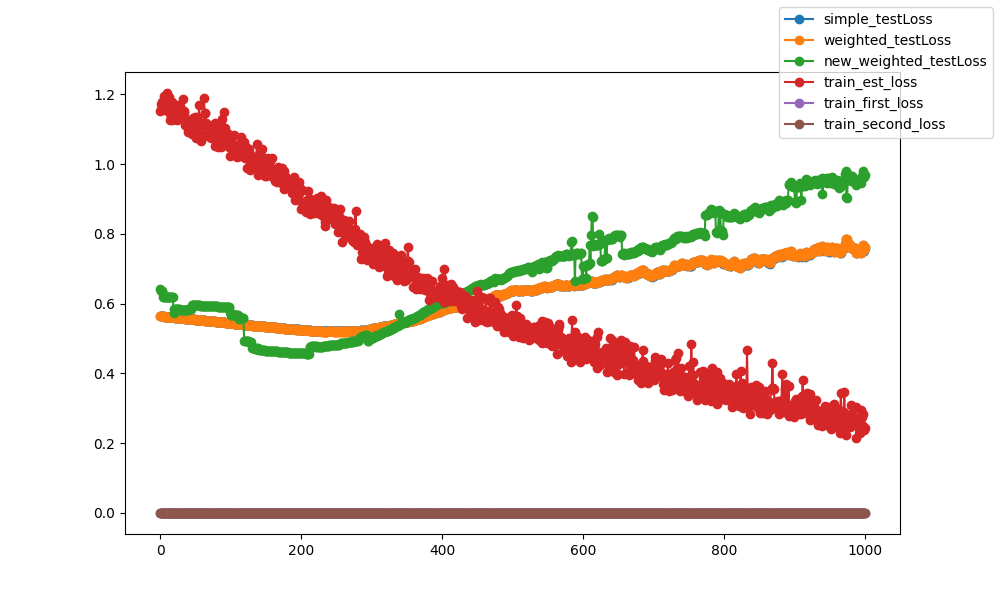 simple_testLoss
weighted_testLoss
new_weighted_testLoss
train_est_loss
train_first_loss
train_second_loss
1.2
1.0
0.8
0.6
0.4
0.2
0.0
0 200 400 600 800 1000